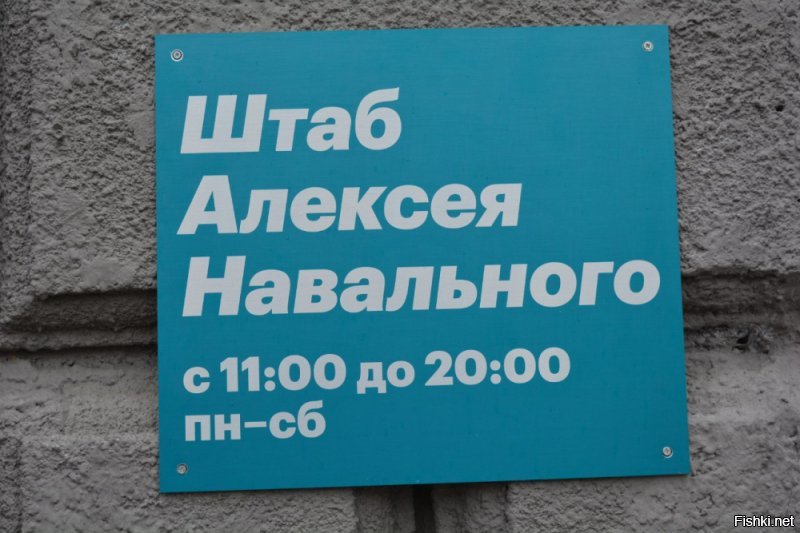 Штаб
Алексея
Навального
с 11:00 до 20:00
пн–сб
Fishki.net